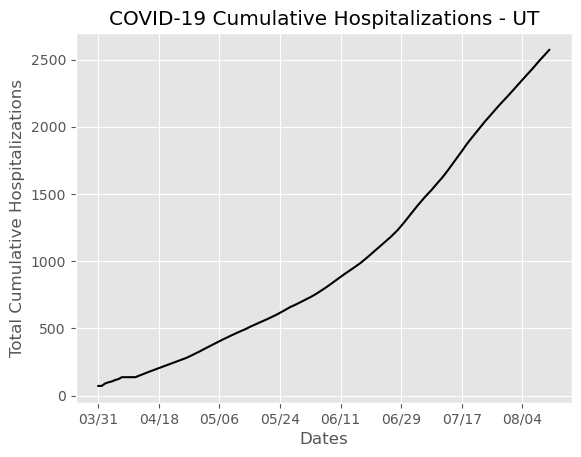 COVID-19 Cumulative Hospitalizations - UT
Total Cumulative Hospitalizations
2500
2000
1500
1000
500
0
03/31 04/18 05/06 05/24 06/11 06/29 07/17 08/04
Dates